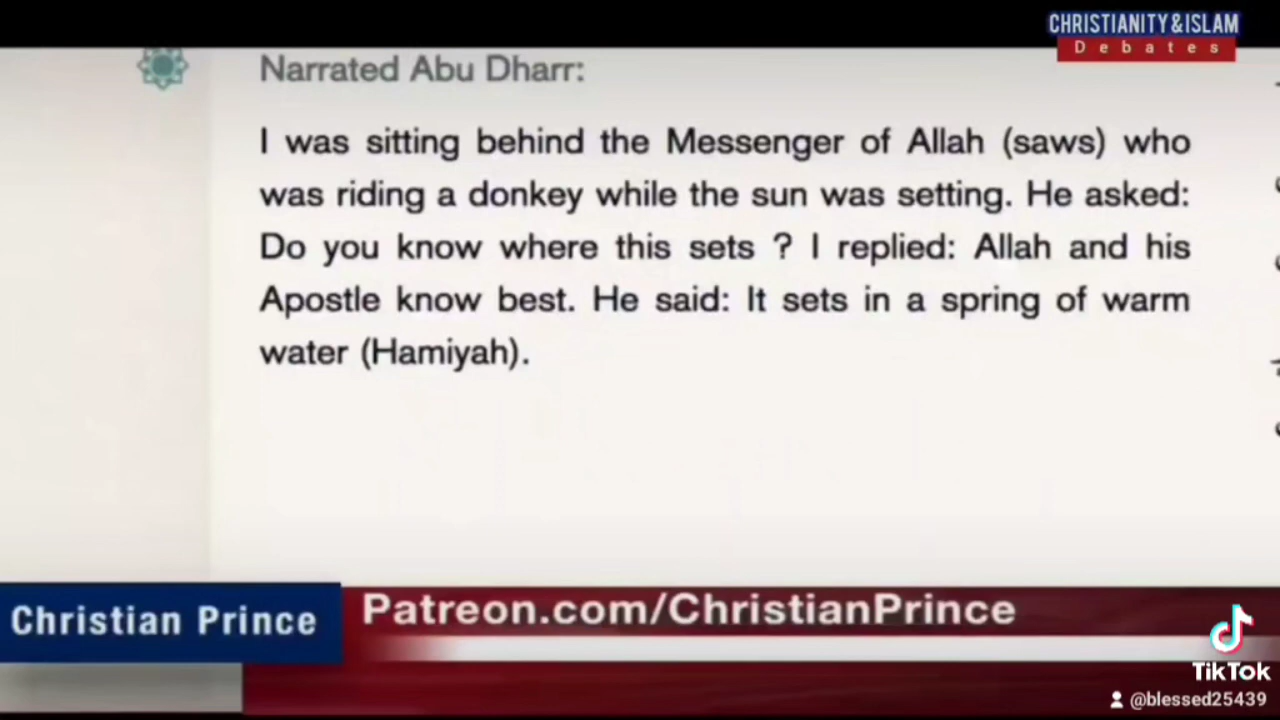 CHRISTIANITY & ISLAM
Debates
Narrated Abu Dharr:
I was sitting behind the Messenger of Allah (saws) who
was riding a donkey while the sun was setting. He asked:
Do you know where this sets ? I replied: Allah and his
Apostle know best. He said: It sets in a spring of warm
water (Hamiyah).
Christian Prince
Patreon.com/ChristianPrince
TikTok
@blessed25439